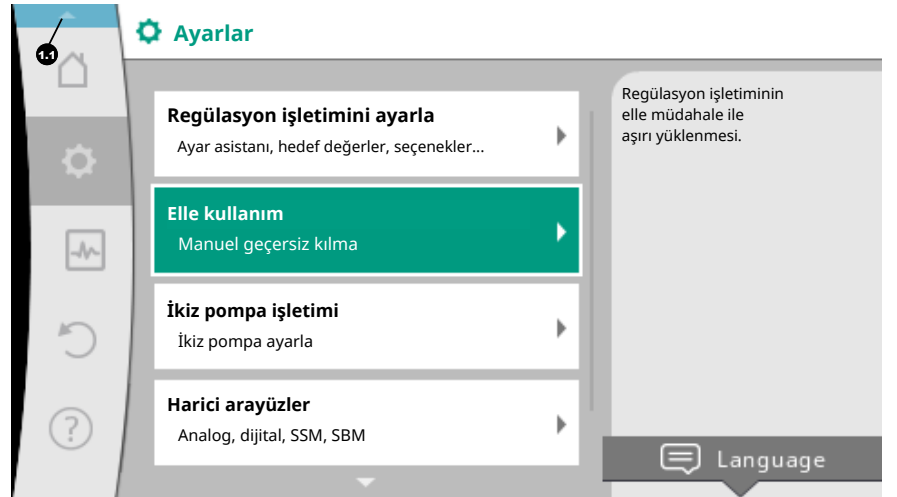 Ayarlar
1.1
Regülasyon işletimini ayarla
Ayar asistanı, hedef değerler, seçenekler...
Elle kullanım
Manuel geçersiz kılma
İkiz pompa işletimi
İkiz pompa ayarla
Harici arayüzler
Analog, dijital, SSM, SBM
Regülasyon işletiminin
elle müdahale ile
aşırı yüklenmesi.
?
Language